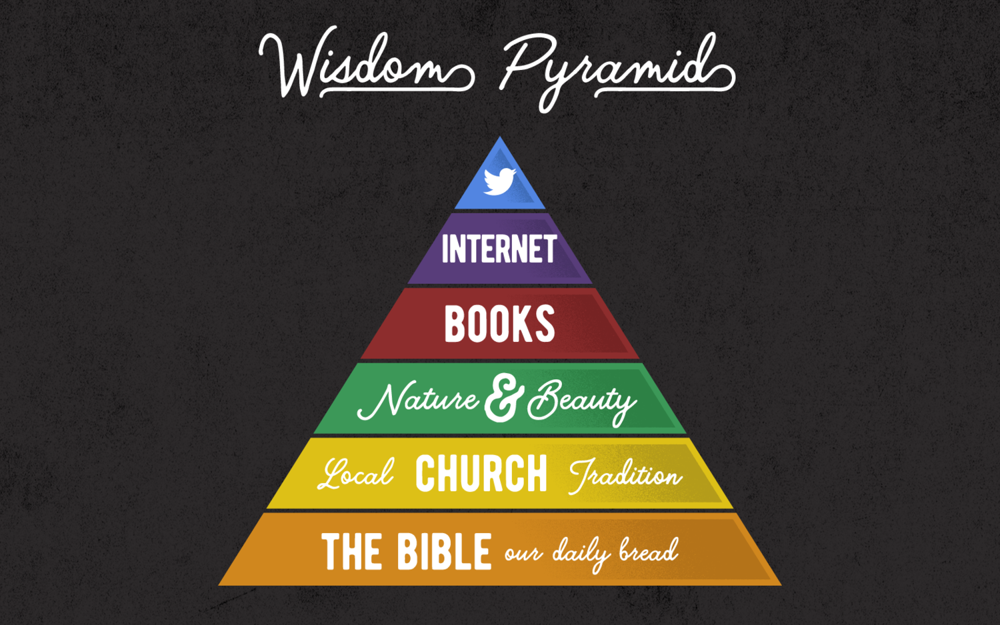 Wisdom Pyramid
INTERNET
BOOKS
Nature & Beauty
Local CHURCH Tradition
THE BIBLE our daily bread